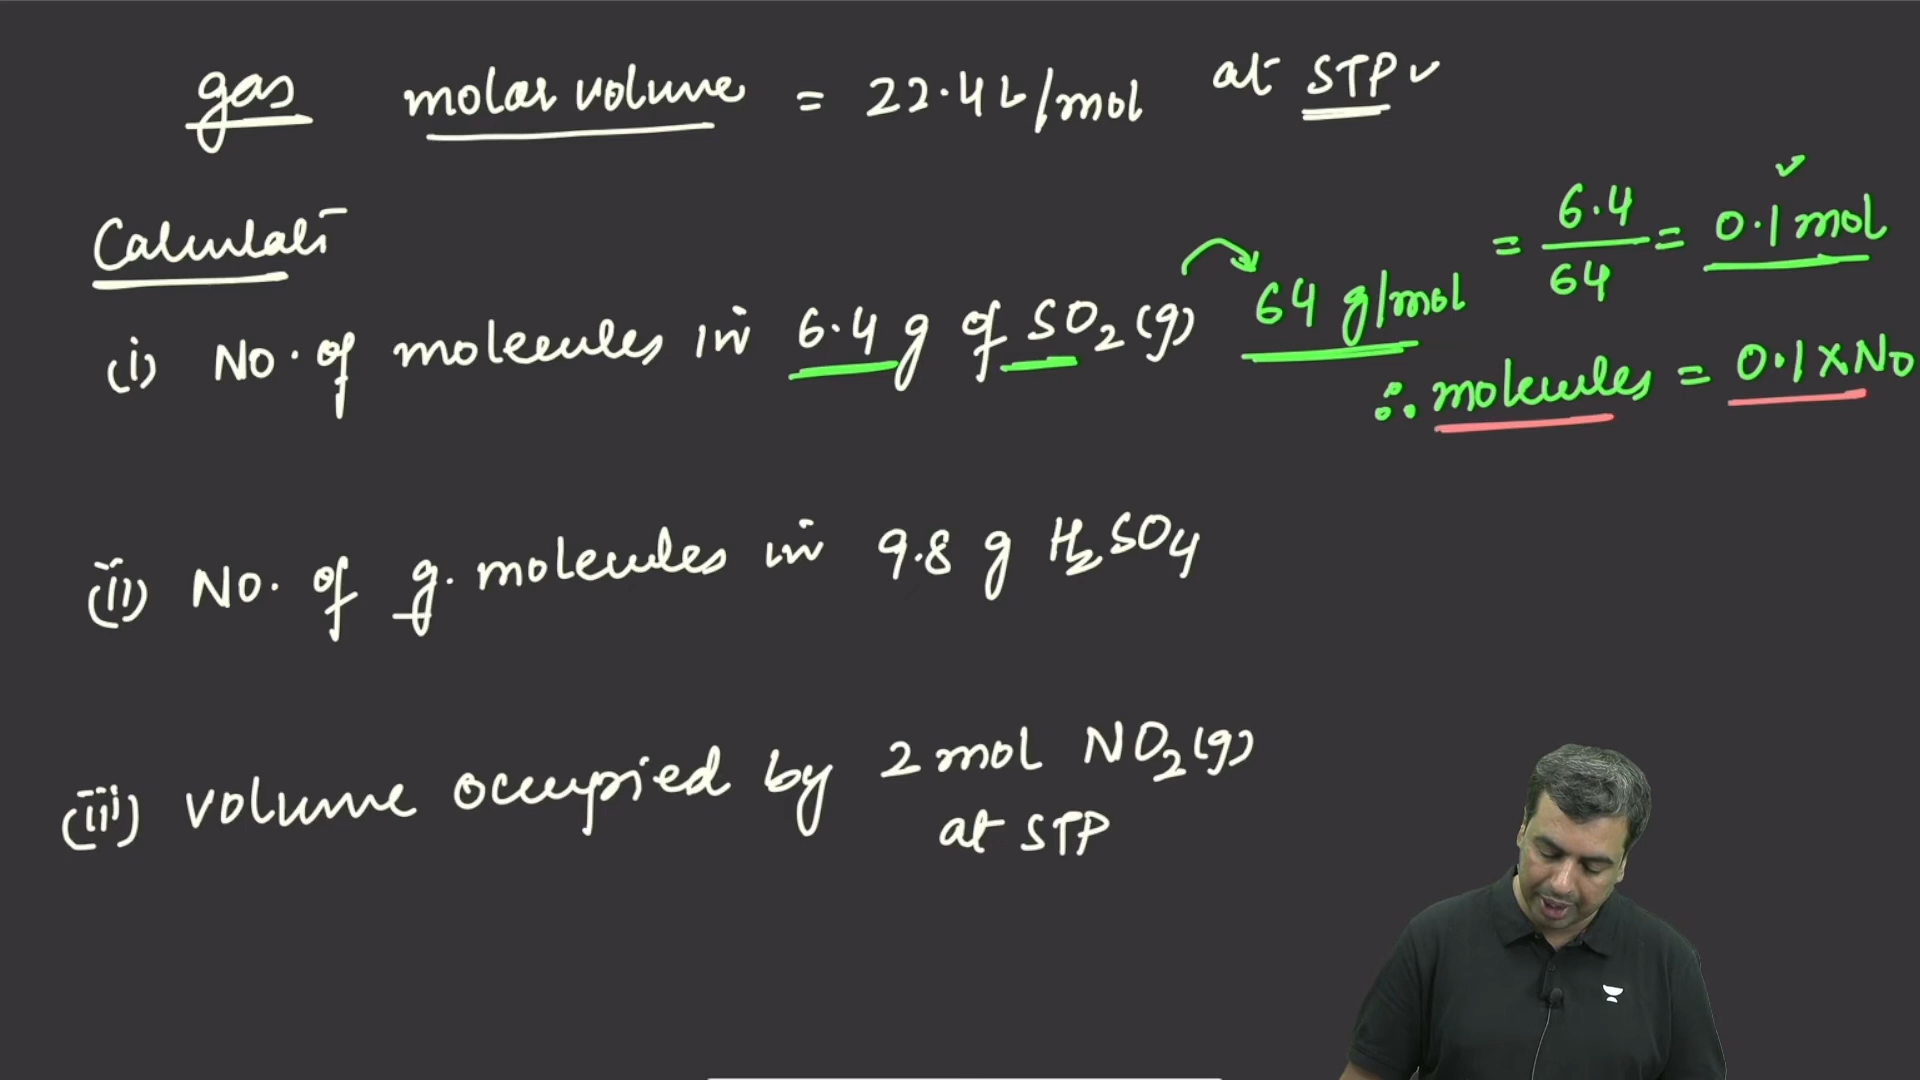 gas molar volume = 22.4 L/mol at STP ✓
Calculate
(i) No. of molecules in 6.4 g of SO₂(g) 64 g/mol = 6.4/64 = 0.1 mol ✓
∴ molecules = 0.1 × N₀
(ii) No. of g. molecules in 9.8 g H₂SO₄
(iii) volume occupied by 2 mol NO₂(g)
at STP